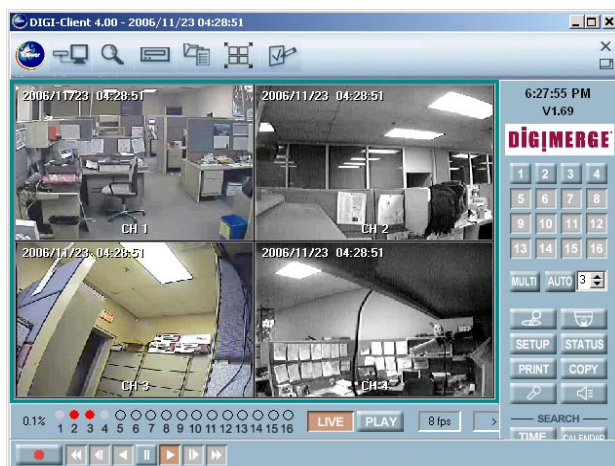 DIGI-Client 4.00 - 2006/11/23 04:28:51
6:27:55 PM
V1.69
DIGIMERGE
2006/11/23 04:28:51
CH 1
2006/11/23 04:28:51
CH 2
2006/11/23 04:28:51
CH 3
2006/11/23 04:28:51
CH 4
1 2 3 4
5 6 7 8
9 10 11 12
13 14 15 16
MULTI AUTO 3
SETUP STATUS
PRINT COPY
SEARCH
TIME CALENDAR
0.1%
1 2 3 4 5 6 7 8 9 10 11 12 13 14 15 16
LIVE PLAY 8 fps >